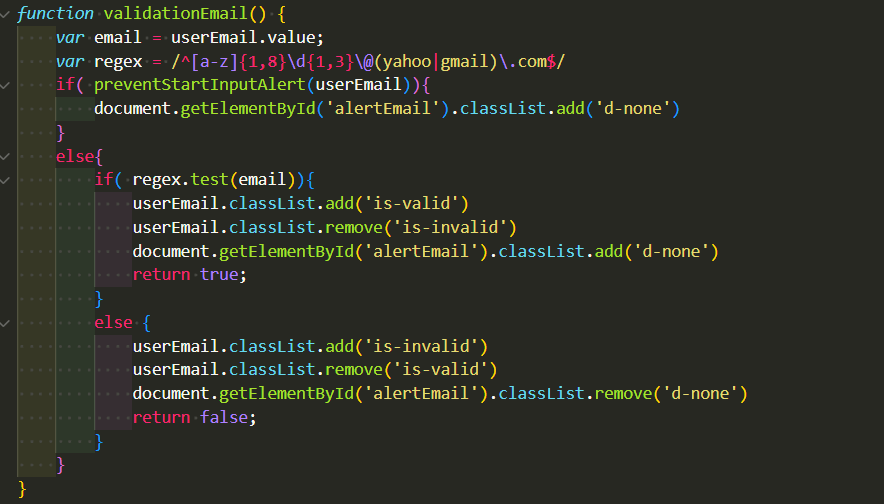 function validationEmail() {
    var email = userEmail.value;
    var regex = /^[a-z]{1,8}\d{1,3}\@(yahoo|gmail)\.com$/
    if( preventStartInputAlert(userEmail)){
        document.getElementById('alertEmail').classList.add('d-none')
    }
    else{
        if( regex.test(email)){
            userEmail.classList.add('is-valid')
            userEmail.classList.remove('is-invalid')
            document.getElementById('alertEmail').classList.add('d-none')
            return true;
        }
        else {
            userEmail.classList.add('is-invalid')
            userEmail.classList.remove('is-valid')
            document.getElementById('alertEmail').classList.remove('d-none')
            return false;
        }
    }
}